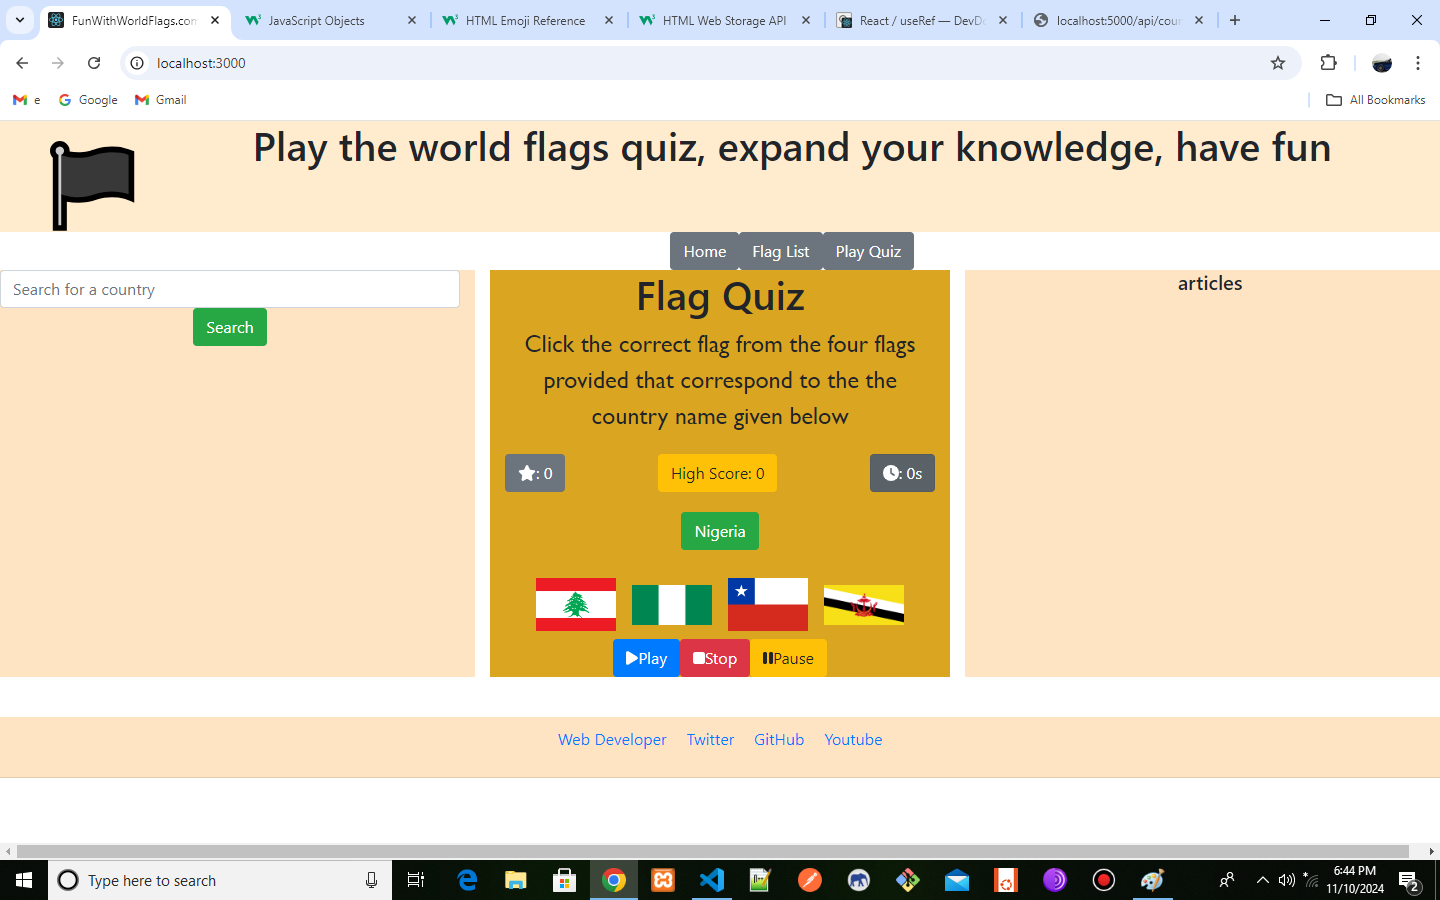 FunWithWorldFlags.com
JavaScript Objects
HTML Emoji Reference
HTML Web Storage API
React / useRef — DevDo
localhost:5000/api/cour
localhost:3000
e
Google
Gmail
All Bookmarks
Play the world flags quiz, expand your knowledge, have fun
Home
Flag List
Play Quiz
Search for a country
Search
Flag Quiz
Click the correct flag from the four flags
provided that correspond to the the
country name given below
: 0
High Score: 0
: 0s
Nigeria
Play
Stop
Pause
articles
Web Developer
Twitter
GitHub
Youtube
Type here to search
6:44 PM
11/10/2024
2